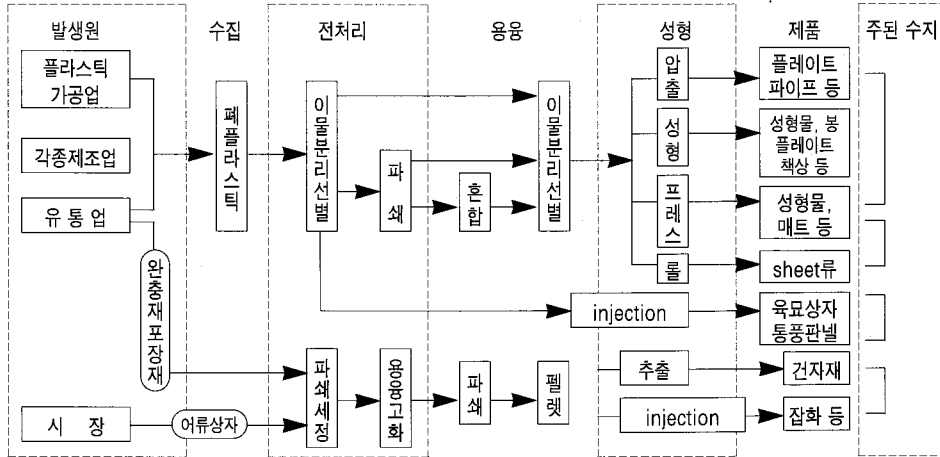 발생원 수집 전처리 용융 성형 제품 주된 수지
플라스틱
가공업
각종제조업
유 통 업
완충재포장재
시 장
어류상자
폐플라스틱
이물분리선별
파쇄
혼합
이물분리선별
파쇄세정
용융고화
파쇄
펠렛
압출
성형
프레스
롤
injection
추출
injection
플레이트
파이프 등
성형물, 봉
플레이트
책상 등
성형물,
매트 등
sheet류
육묘상자
통풍판넬
건자재
잡화 등